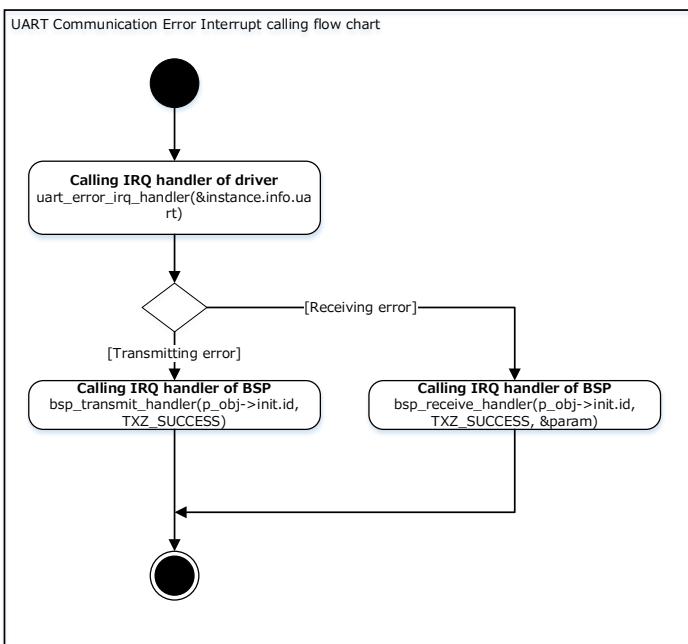 UART Communication Error Interrupt calling flow chart
Calling IRQ handler of driver
uart_error_irq_handler(&instance.info.ua
rt)
[Receiving error]
[Transmitting error]
Calling IRQ handler of BSP
bsp_transmit_handler(p_obj->init.id,
TXZ_SUCCESS)
Calling IRQ handler of BSP
bsp_receive_handler(p_obj->init.id,
TXZ_SUCCESS, &param)